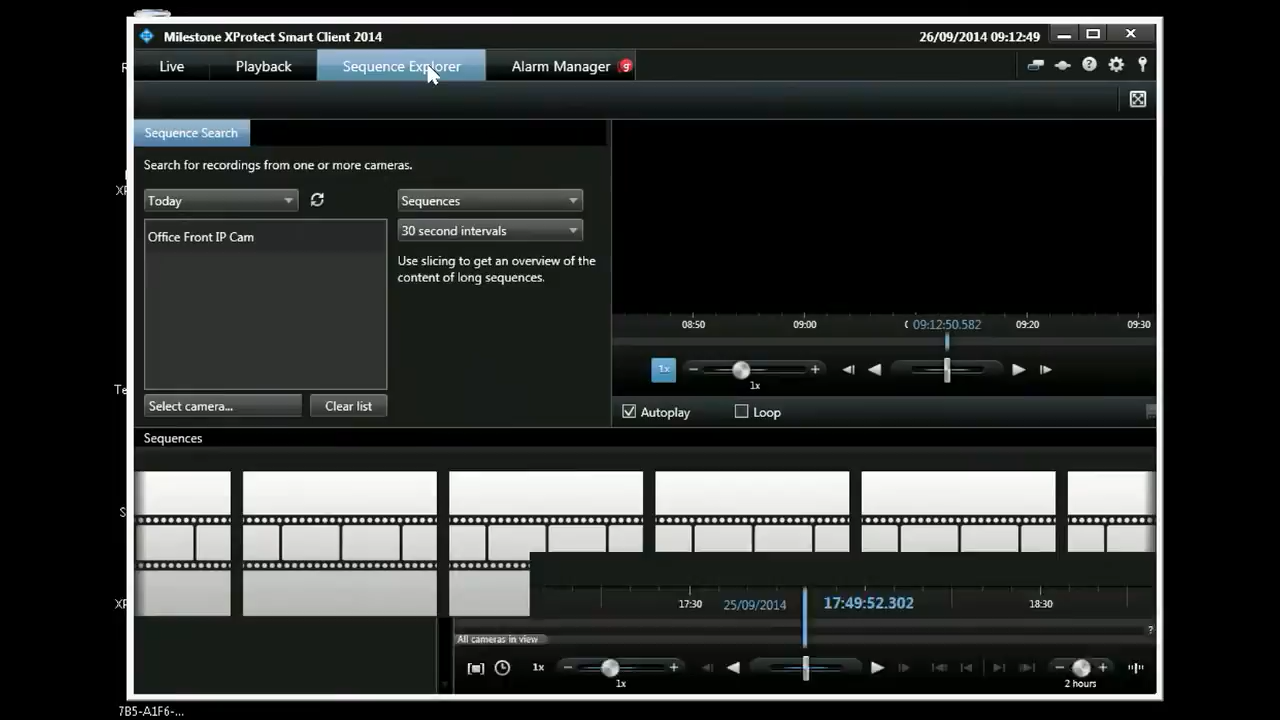 Milestone XProtect Smart Client 2014
26/09/2014 09:12:49
Live
Playback
Sequence Explorer
Alarm Manager
9
Sequence Search
Search for recordings from one or more cameras.
Today
Sequences
Office Front IP Cam
30 second intervals
Use slicing to get an overview of the
content of long sequences.
08:50
09:00
09:12:50.582
09:20
09:30
1x
1x
Select camera...
Clear list
Autoplay
Loop
Sequences
17:30
25/09/2014
17:49:52.302
18:30
All cameras in view
1x
1x
2 hours
7B5-A1F6-...